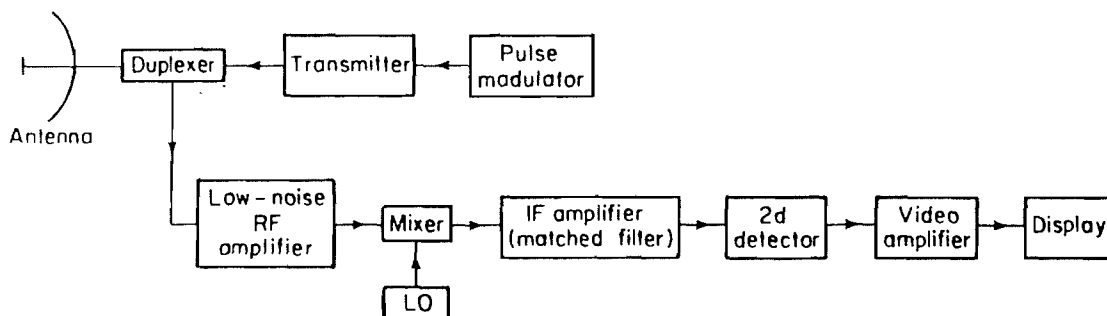 Duplexer
Transmitter
Pulse
madulator
Antenna
Low-noise
RF
amplifier
Mixer
IF amplifier
(matched filter)
2d
detector
Video
amplifier
Display
LO